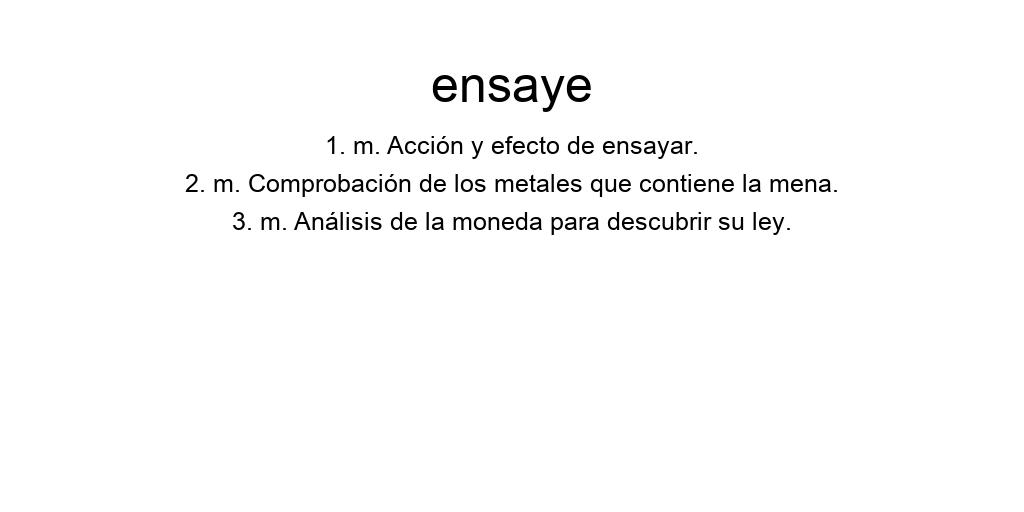 ensaye
1. m. Acción y efecto de ensayar.
2. m. Comprobación de los metales que contiene la mena.
3. m. Análisis de la moneda para descubrir su ley.